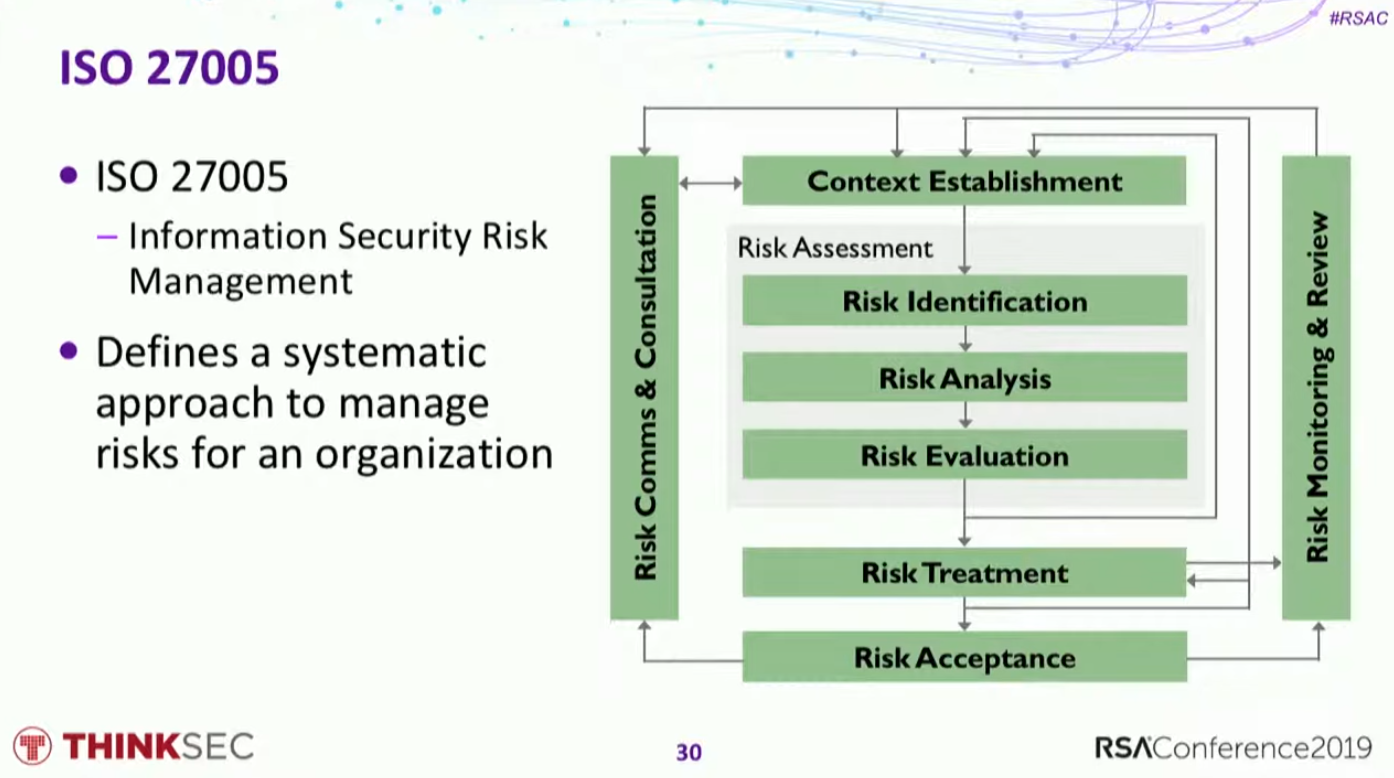 #RSAC
ISO 27005
• ISO 27005
– Information Security Risk
Management
• Defines a systematic
approach to manage
risks for an organization
Risk Comms & Consultation
Context Establishment
Risk Assessment
Risk Identification
Risk Analysis
Risk Evaluation
Risk Treatment
Risk Acceptance
Risk Monitoring & Review
THINKSEC
30
RSAConference2019